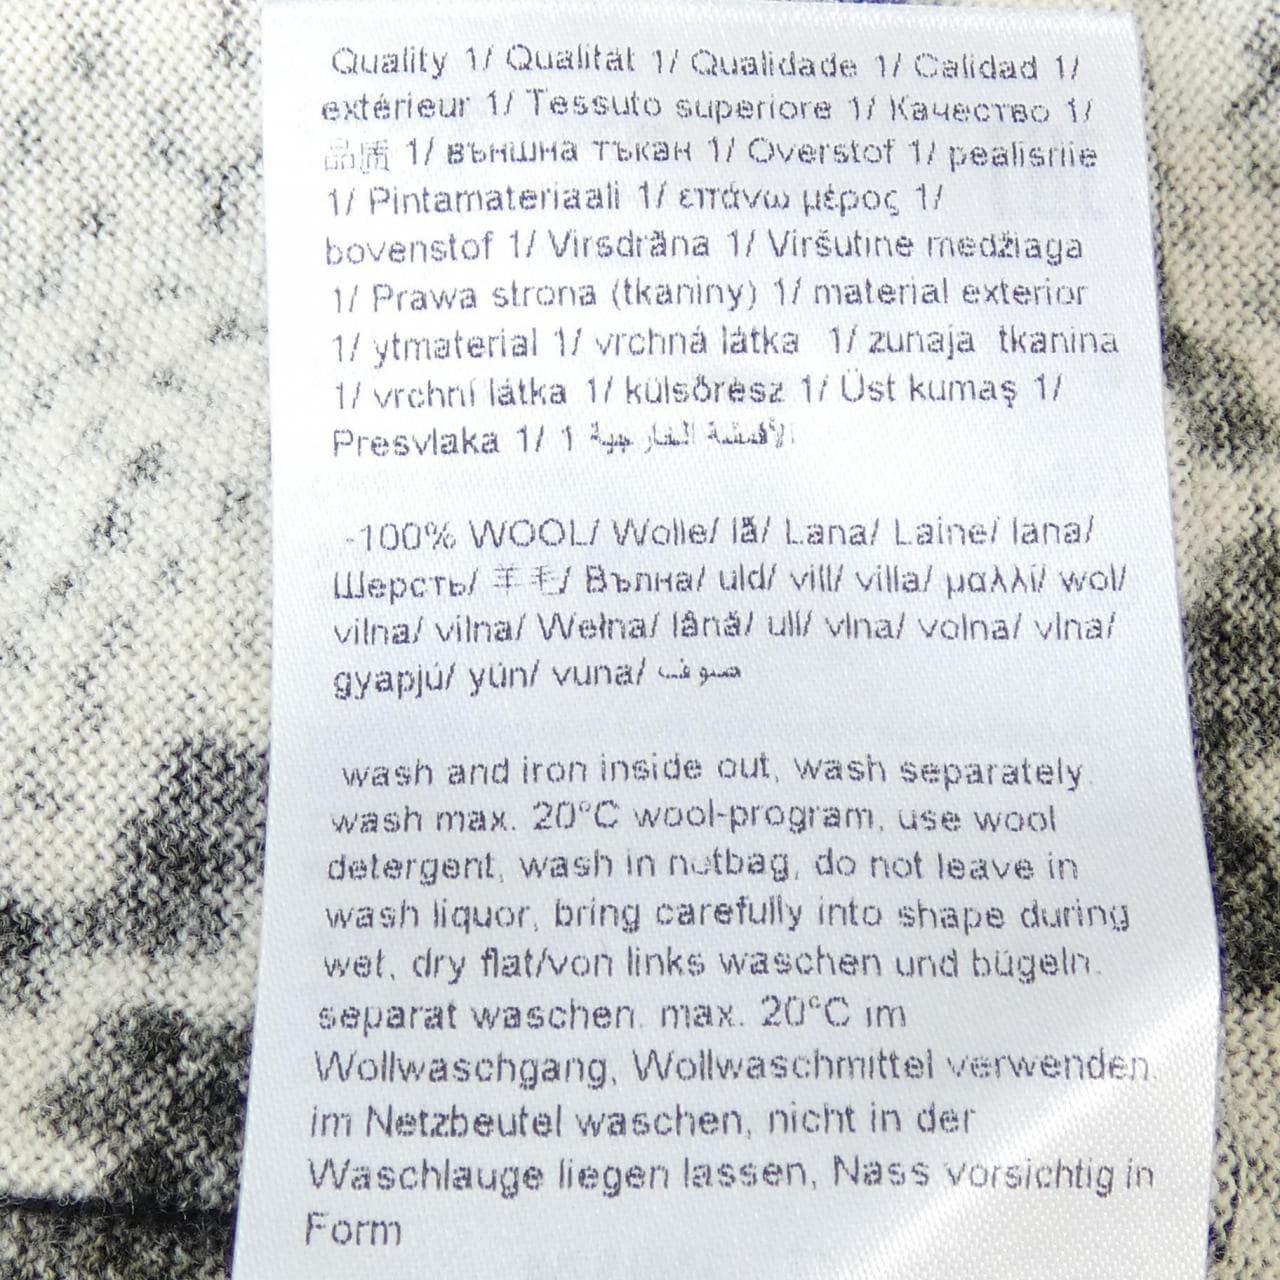 Quality 1/ Qualität 1/ Qualidade 1/ Calidad 1/
extérieur 1/ Tessuto superiore 1/ Качество 1/
品质 1/ външна тъкан 1/ Overstof 1/ pealisriie
1/ Pintamateriaali 1/ επάνω μέρος 1/
bovenstof 1/ Virsdrāna 1/ Viršutinė medžiaga
1/ Prawa strona (tkaniny) 1/ material exterior
1/ ytmaterial 1/ vrchná látka 1/ zunaja tkanina
1/ vrchní látka 1/ külsőrész 1/ Üst kumaş 1/
Presvlaka 1/ 1 الأقمشة الخارجية
-100% WOOL/ Wolle/ lã/ Lana/ Laine/ lana/
Шерсть/ 羊毛/ Вълна/ uld/ vill/ villa/ μαλλί/ wol/
vilna/ vilna/ Wełna/ lână/ ull/ vlna/ volna/ vlna/
gyapjú/ yün/ vuna/ صوف
wash and iron inside out, wash separately.
wash max. 20°C wool-program, use wool
detergent, wash in netbag, do not leave in
wash liquor, bring carefully into shape during
wet, dry flat/von links waschen und bügeln.
separat waschen. max. 20°C im
Wollwaschgang, Wollwaschmittel verwenden.
im Netzbeutel waschen, nicht in der
Waschlauge liegen lassen, Nass vorsichtig in
Form